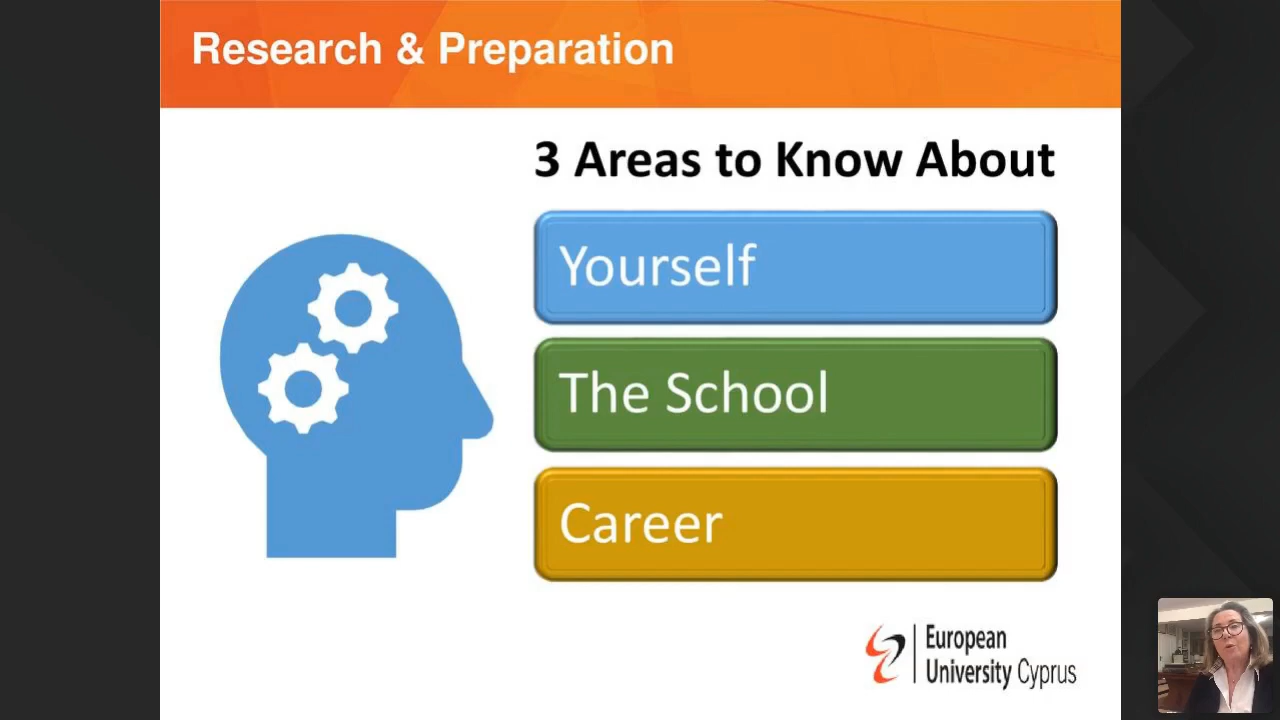 Research & Preparation
3 Areas to Know About
Yourself
The School
Career
European
University Cyprus